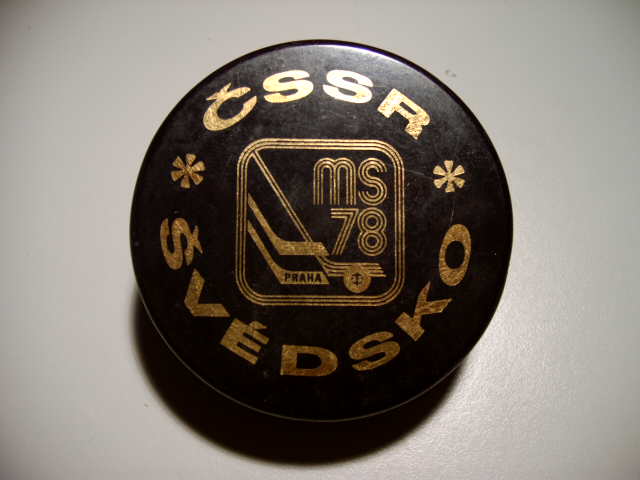 ČSSR
MS
78
PRAHA
ŠVÉDSKO